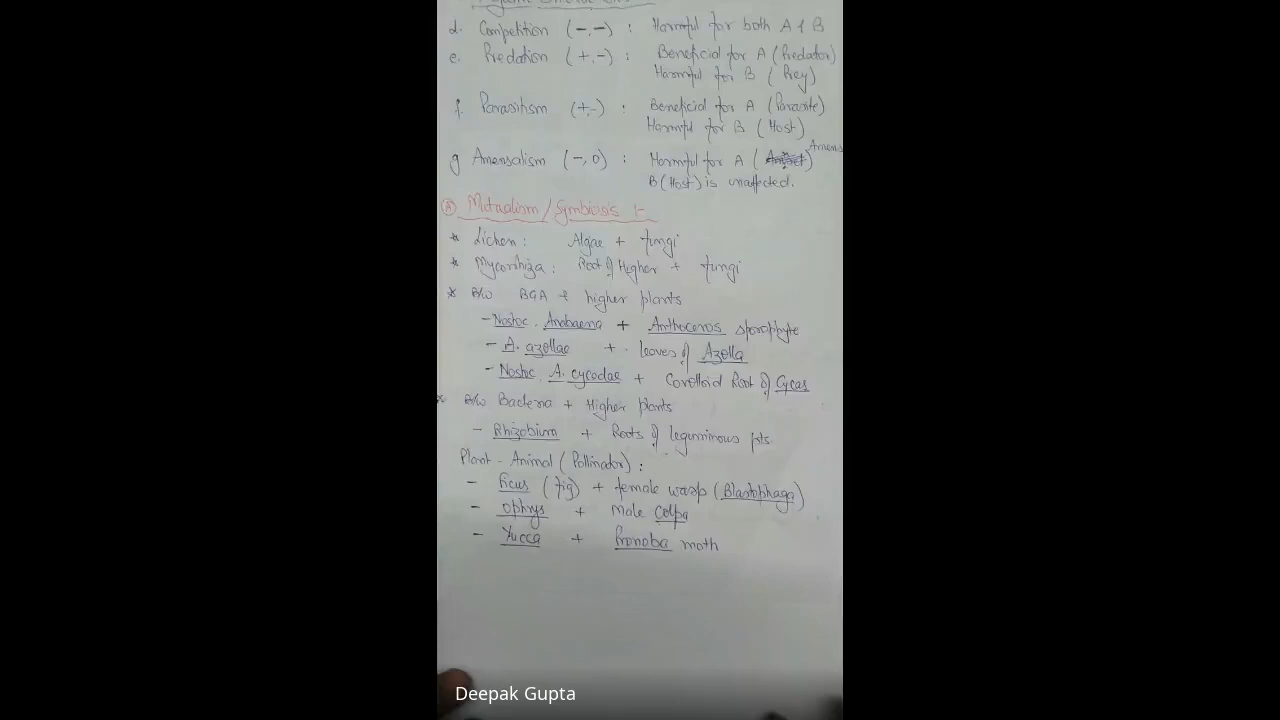 d. Competition (-,-) : Harmful for both A & B
e. Predation (+,-) : Beneficial for A (Predator)
Harmful for B (Prey)
f. Parasitism (+,-) : Beneficial for A (Parasite)
Harmful for B (Host)
g Amensalism (-,0) : Harmful for A ( ) Amens
B (Host) is unaffected.
Mutualism / Symbiosis :-
* Lichen : Algae + fungi
* Mycorrhiza : Root of Higher + fungi
* B/w BGA & higher plants
- Nostoc, Anabaena + Anthoceros sporophyte
- A. azollae + leaves of Azolla
- Nostoc, A. cycadae + Coralloid Root of Cycas
* B/w Bacteria + Higher plants
- Rhizobium + Roots of leguminous pts.
Plant - Animal (Pollinator) :
- Ficus (fig) + female wasp (Blastophaga)
- Ophrys + Male Colpa
- Yucca + Pronoba moth
Deepak Gupta